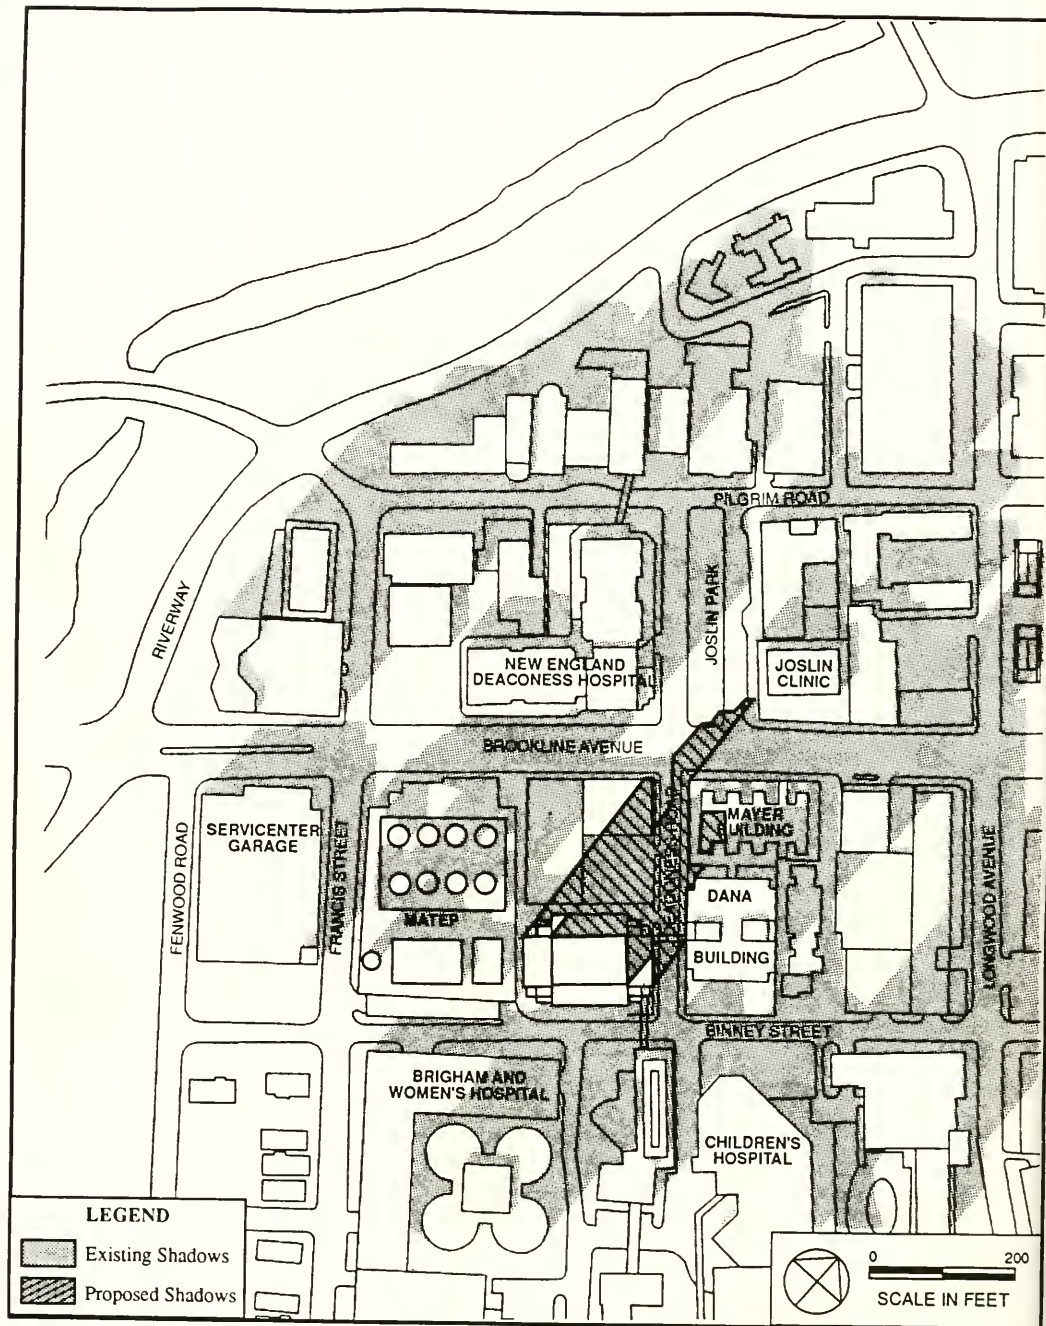 PILGRIM ROAD
RIVERWAY
JOSLIN PARK
NEW ENGLAND
DEACONESS HOSPITAL
JOSLIN
CLINIC
BROOKLINE AVENUE
FENWOOD ROAD
SERVICENTER
GARAGE
FRANCIS STREET
MATEP
DEACONESS ROAD
MAYER
BUILDING
DANA
BUILDING
LONGWOOD AVENUE
BINNEY STREET
BRIGHAM AND
WOMEN'S HOSPITAL
CHILDREN'S
HOSPITAL
LEGEND
Existing Shadows
Proposed Shadows
0 200
SCALE IN FEET